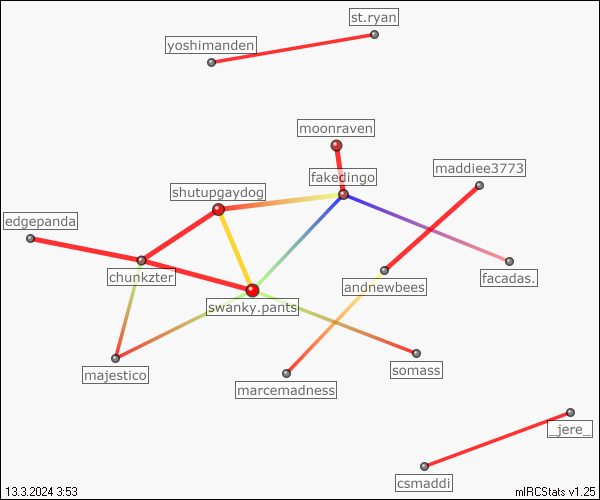 st.ryan
yoshimanden
moonraven
maddiee3773
fakedingo
shutupgaydog
edgepanda
chunkzter
facadas.
andnewbees
swanky.pants
majestico
somass
marcemadness
_jere_
csmaddi
13.3.2024 3:53
mIRCStats v1.25